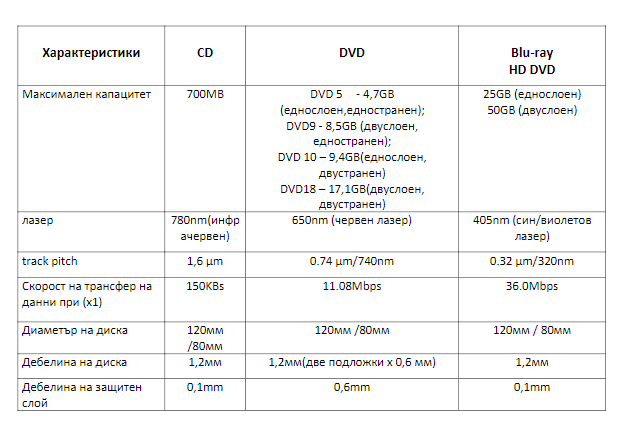 Характеристики CD DVD Blu-ray
HD DVD
Максимален капацитет 700MB DVD 5 - 4,7GB 25GB (еднослоен)
(еднослоен,едностранен); 50GB (двуслоен)
DVD9 - 8,5GB (двуслоен,
едностранен);
DVD 10 – 9,4GB(еднослоен,
двустранен)
DVD18 – 17,1GB(двуслоен,
двустранен)
лазер 780nm(инфр 650nm (червен лазер) 405nm (син/виолетов
ачервен) лазер)
track pitch 1,6 μm 0.74 μm/740nm 0.32 μm/320nm
Скорост на трансфер на 150KBs 11.08Mbps 36.0Mbps
данни при (x1)
Диаметър на диска 120мм 120мм /80мм 120мм / 80мм
/80мм
Дебелина на диска 1,2мм 1,2мм(две подложки x 0,6 мм) 1,2мм
Дебелина на защитен 0,1mm 0,6mm 0,1mm
слой